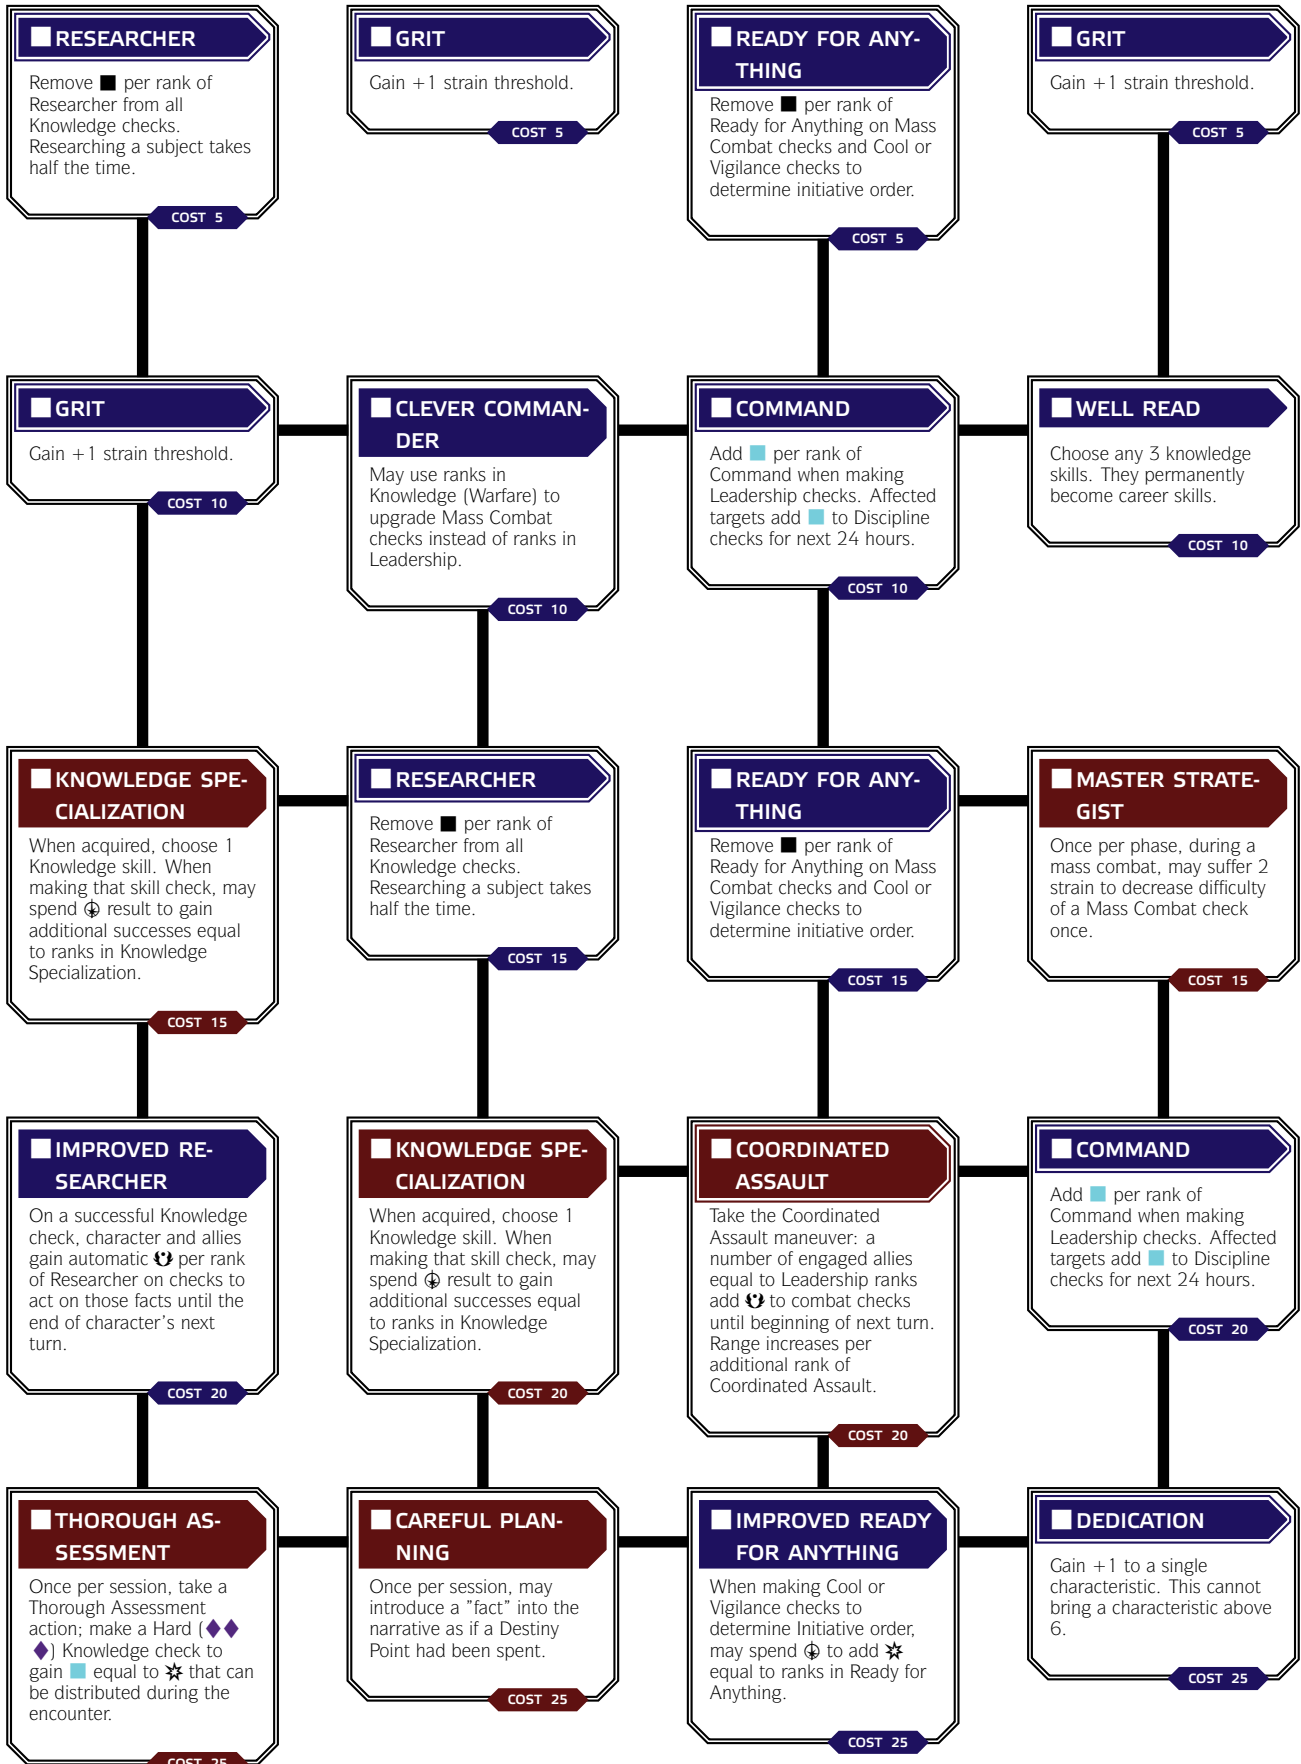 RESEARCHER
Remove ■ per rank of
Researcher from all
Knowledge checks.
Researching a subject takes
half the time.
COST 5
GRIT
Gain +1 strain threshold.
COST 5
READY FOR ANY-
THING
Remove ■ per rank of
Ready for Anything on Mass
Combat checks and Cool or
Vigilance checks to
determine initiative order.
COST 5
GRIT
Gain +1 strain threshold.
COST 5
GRIT
Gain +1 strain threshold.
COST 10
CLEVER COMMAN-
DER
May use ranks in
Knowledge (Warfare) to
upgrade Mass Combat
checks instead of ranks in
Leadership.
COST 10
COMMAND
Add ■ per rank of
Command when making
Leadership checks. Affected
targets add ■ to Discipline
checks for next 24 hours.
COST 10
WELL READ
Choose any 3 knowledge
skills. They permanently
become career skills.
COST 10
KNOWLEDGE SPE-
CIALIZATION
When acquired, choose 1
Knowledge skill. When
making that skill check, may
spend result to gain
additional successes equal
to ranks in Knowledge
Specialization.
COST 15
RESEARCHER
Remove ■ per rank of
Researcher from all
Knowledge checks.
Researching a subject takes
half the time.
COST 15
READY FOR ANY-
THING
Remove ■ per rank of
Ready for Anything on Mass
Combat checks and Cool or
Vigilance checks to
determine initiative order.
COST 15
MASTER STRATE-
GIST
Once per phase, during a
mass combat, may suffer 2
strain to decrease difficulty
of a Mass Combat check
once.
COST 15
IMPROVED RE-
SEARCHER
On a successful Knowledge
check, character and allies
gain automatic per rank
of Researcher on checks to
act on those facts until the
end of character's next
turn.
COST 20
KNOWLEDGE SPE-
CIALIZATION
When acquired, choose 1
Knowledge skill. When
making that skill check, may
spend result to gain
additional successes equal
to ranks in Knowledge
Specialization.
COST 20
COORDINATED
ASSAULT
Take the Coordinated
Assault maneuver: a
number of engaged allies
equal to Leadership ranks
add to combat checks
until beginning of next turn.
Range increases per
additional rank of
Coordinated Assault.
COST 20
COMMAND
Add ■ per rank of
Command when making
Leadership checks. Affected
targets add ■ to Discipline
checks for next 24 hours.
COST 20
THOROUGH AS-
SESSMENT
Once per session, take a
Thorough Assessment
action; make a Hard (◆◆
◆) Knowledge check to
gain ■ equal to that can
be distributed during the
encounter.
COST 25
CAREFUL PLAN-
NING
Once per session, may
introduce a "fact" into the
narrative as if a Destiny
Point had been spent.
COST 25
IMPROVED READY
FOR ANYTHING
When making Cool or
Vigilance checks to
determine Initiative order,
may spend to add
equal to ranks in Ready for
Anything.
COST 25
DEDICATION
Gain +1 to a single
characteristic. This cannot
bring a characteristic above
6.
COST 25